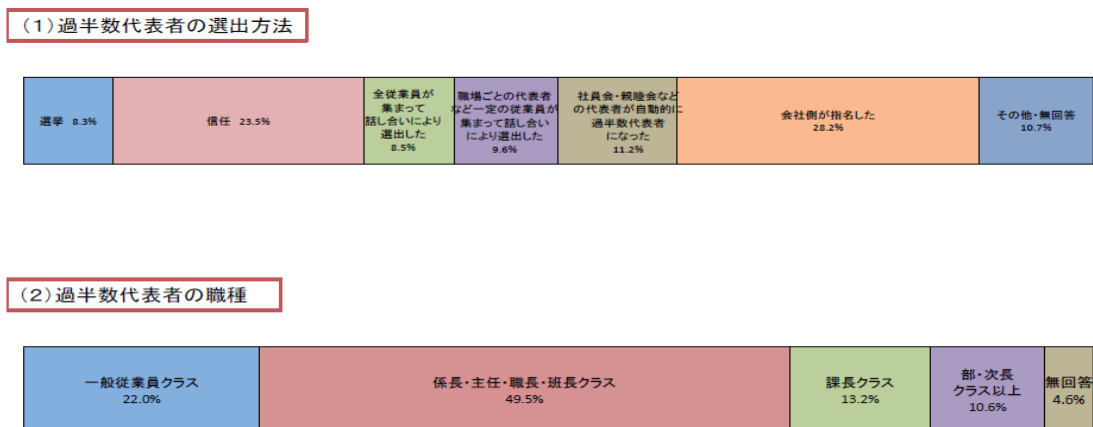 (1)過半数代表者の選出方法
選挙 8.3%
信任 23.5%
全従業員が
集まって
話し合いにより
選出した
8.5%
職場ごとの代表者
など一定の従業員が
集まって話し合い
により選出した
9.6%
社員会・親睦会など
の代表者が自動的に
過半数代表者
になった
11.2%
会社側が指名した
28.2%
その他・無回答
10.7%
(2)過半数代表者の職種
一般従業員クラス
22.0%
係長・主任・職長・班長クラス
49.5%
課長クラス
13.2%
部・次長
クラス以上
10.6%
無回答
4.6%